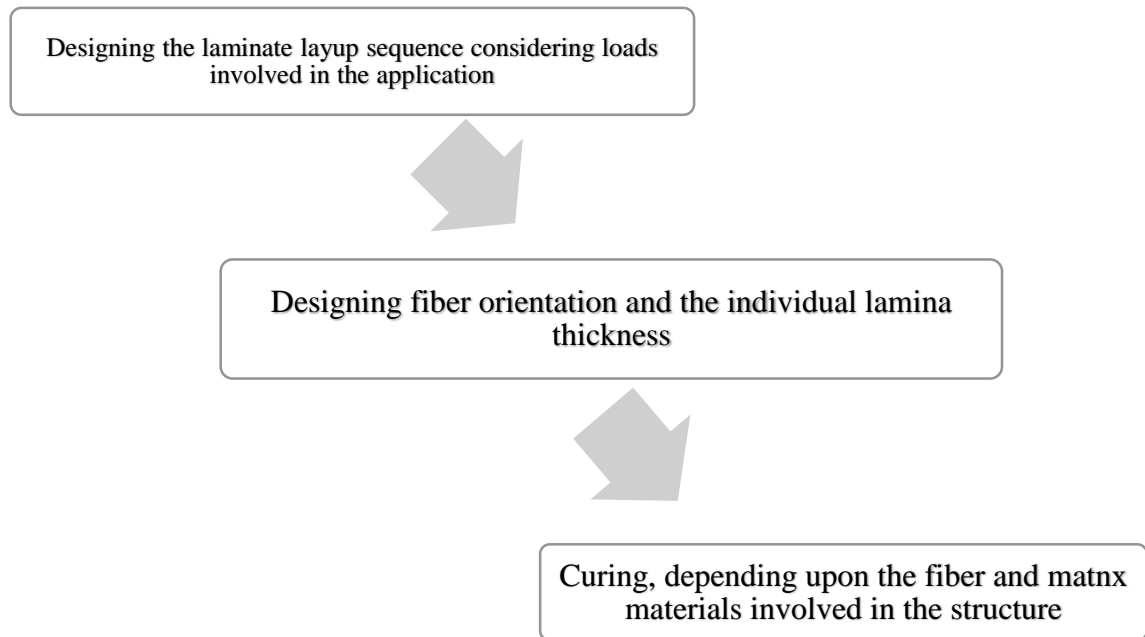 Designing the laminate layup sequence considering loads
involved in the application
Designing fiber orientation and the individual lamina
thickness
Curing, depending upon the fiber and matnx
materials involved in the structure